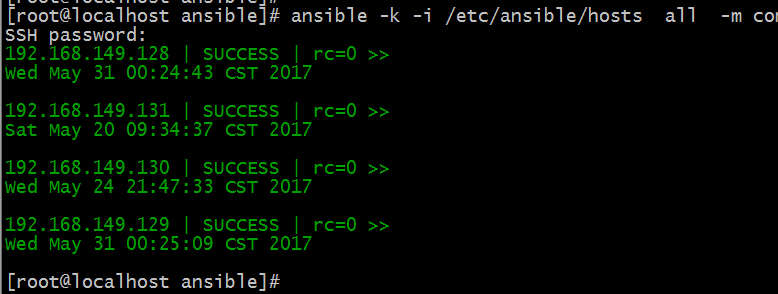 [root@localhost ansible]#
[root@localhost ansible]# ansible -k -i /etc/ansible/hosts  all  -m
SSH password:
192.168.149.128 | SUCCESS | rc=0 >>
Wed May 31 00:24:43 CST 2017
192.168.149.131 | SUCCESS | rc=0 >>
Sat May 20 09:34:37 CST 2017
192.168.149.130 | SUCCESS | rc=0 >>
Wed May 24 21:47:33 CST 2017
192.168.149.129 | SUCCESS | rc=0 >>
Wed May 31 00:25:09 CST 2017
[root@localhost ansible]#